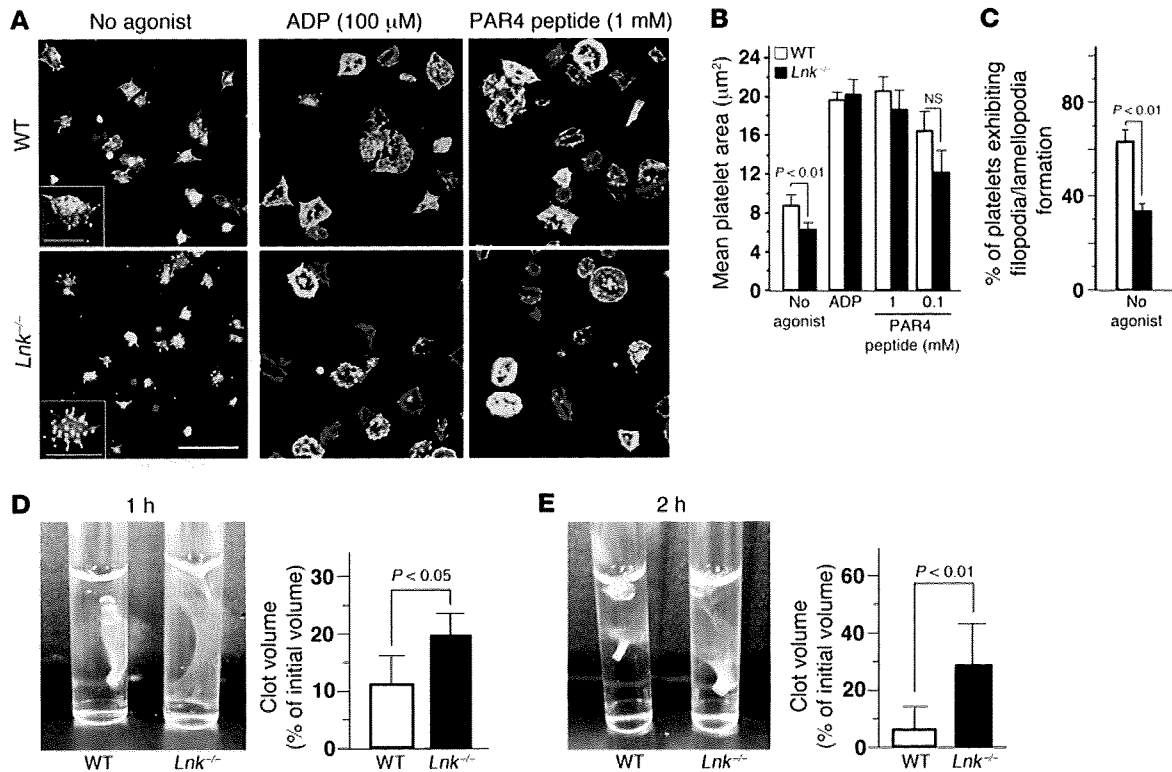 A
No agonist
ADP (100 μM)
PAR4 peptide (1 mM)
WT
Lnk–/–
B
Mean platelet area (μm2)
24
20
16
12
8
4
0
WT
Lnk–/–
P < 0.01
NS
No agonist
ADP
1
0.1
PAR4 peptide (mM)
C
% of platelets exhibiting
filopodia/lamellopodia
formation
80
40
0
P < 0.01
No agonist
D
1 h
WT
Lnk–/–
Clot volume
(% of initial volume)
30
20
10
0
P < 0.05
WT
Lnk–/–
E
2 h
WT
Lnk–/–
Clot volume
(% of initial volume)
60
40
20
0
P < 0.01
WT
Lnk–/–